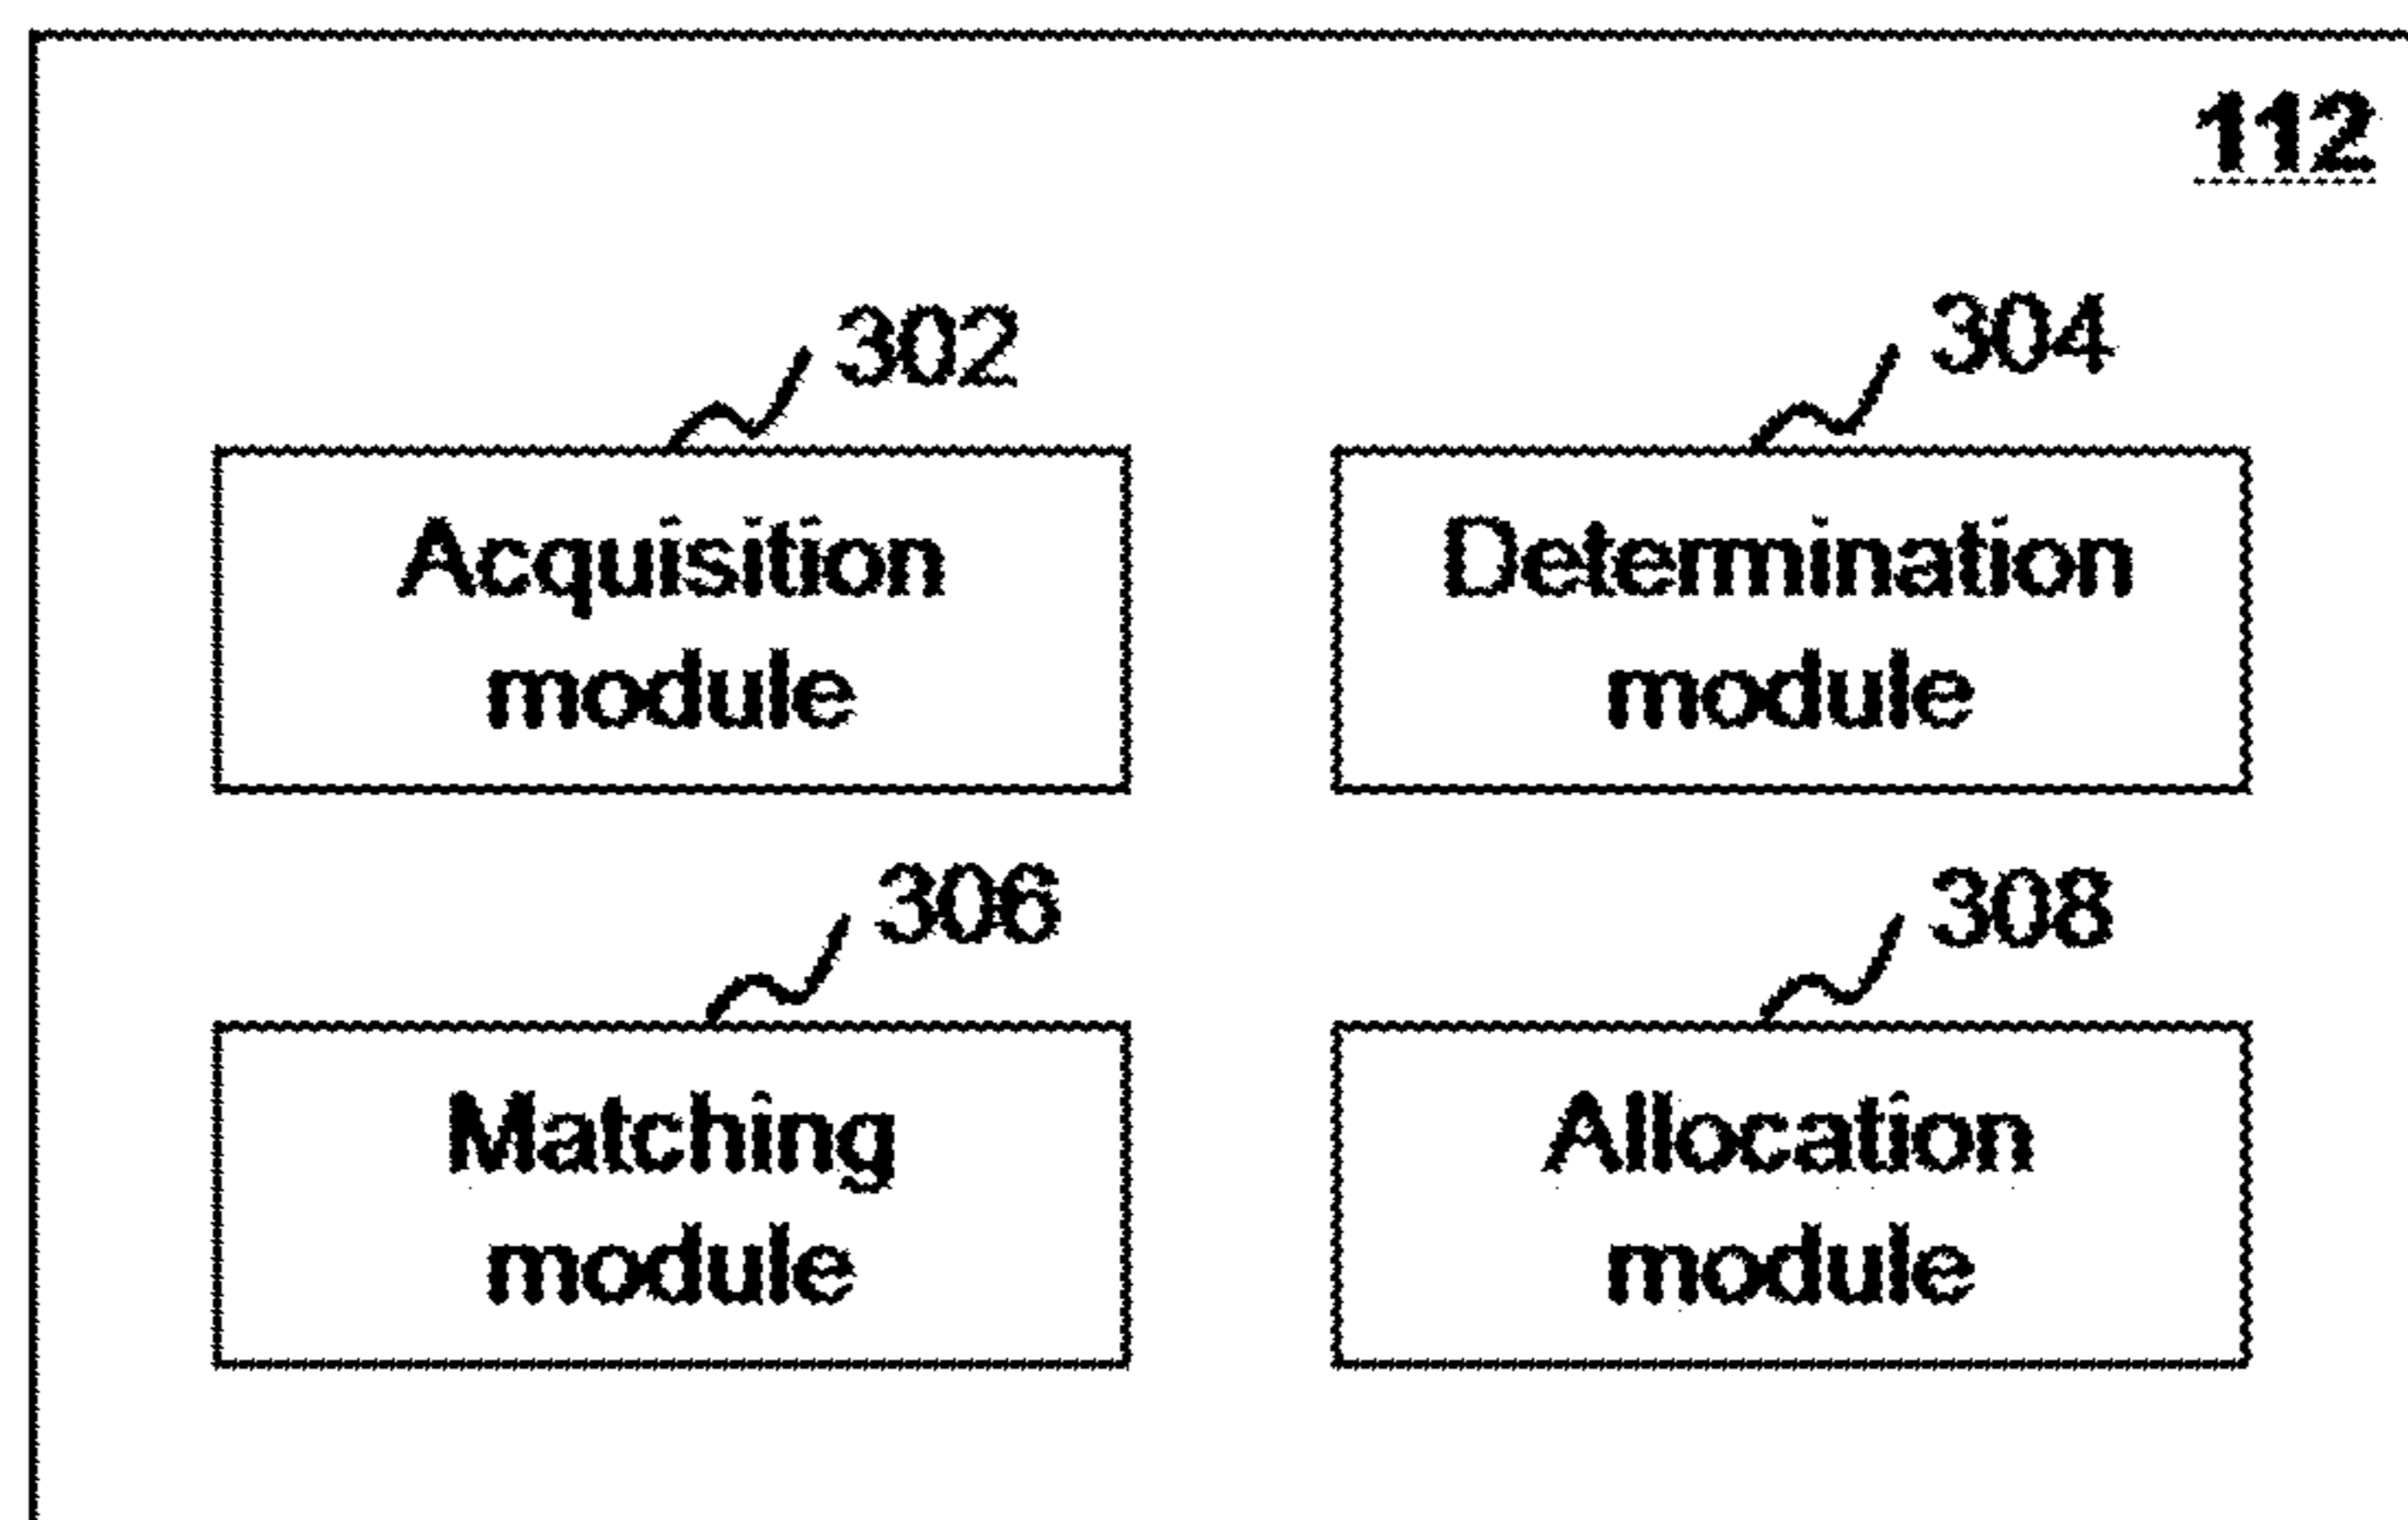 112
302
304
Acquisition
module
Determination
module
306
308
Matching
module
Allocation
module